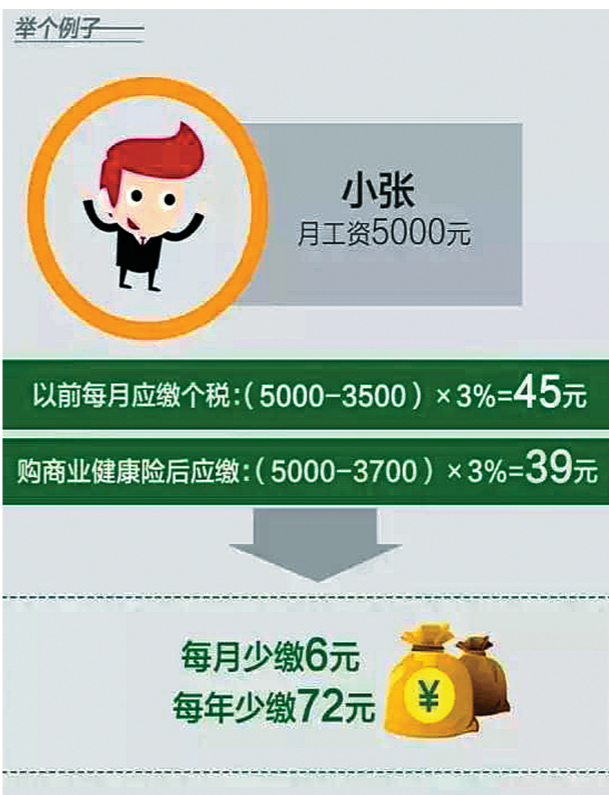 举个例子——
小张
月工资5000元
以前每月应缴个税:(5000-3500)×3%=45元
购商业健康险后应缴:(5000-3700)×3%=39元
每月少缴6元
每年少缴72元
¥